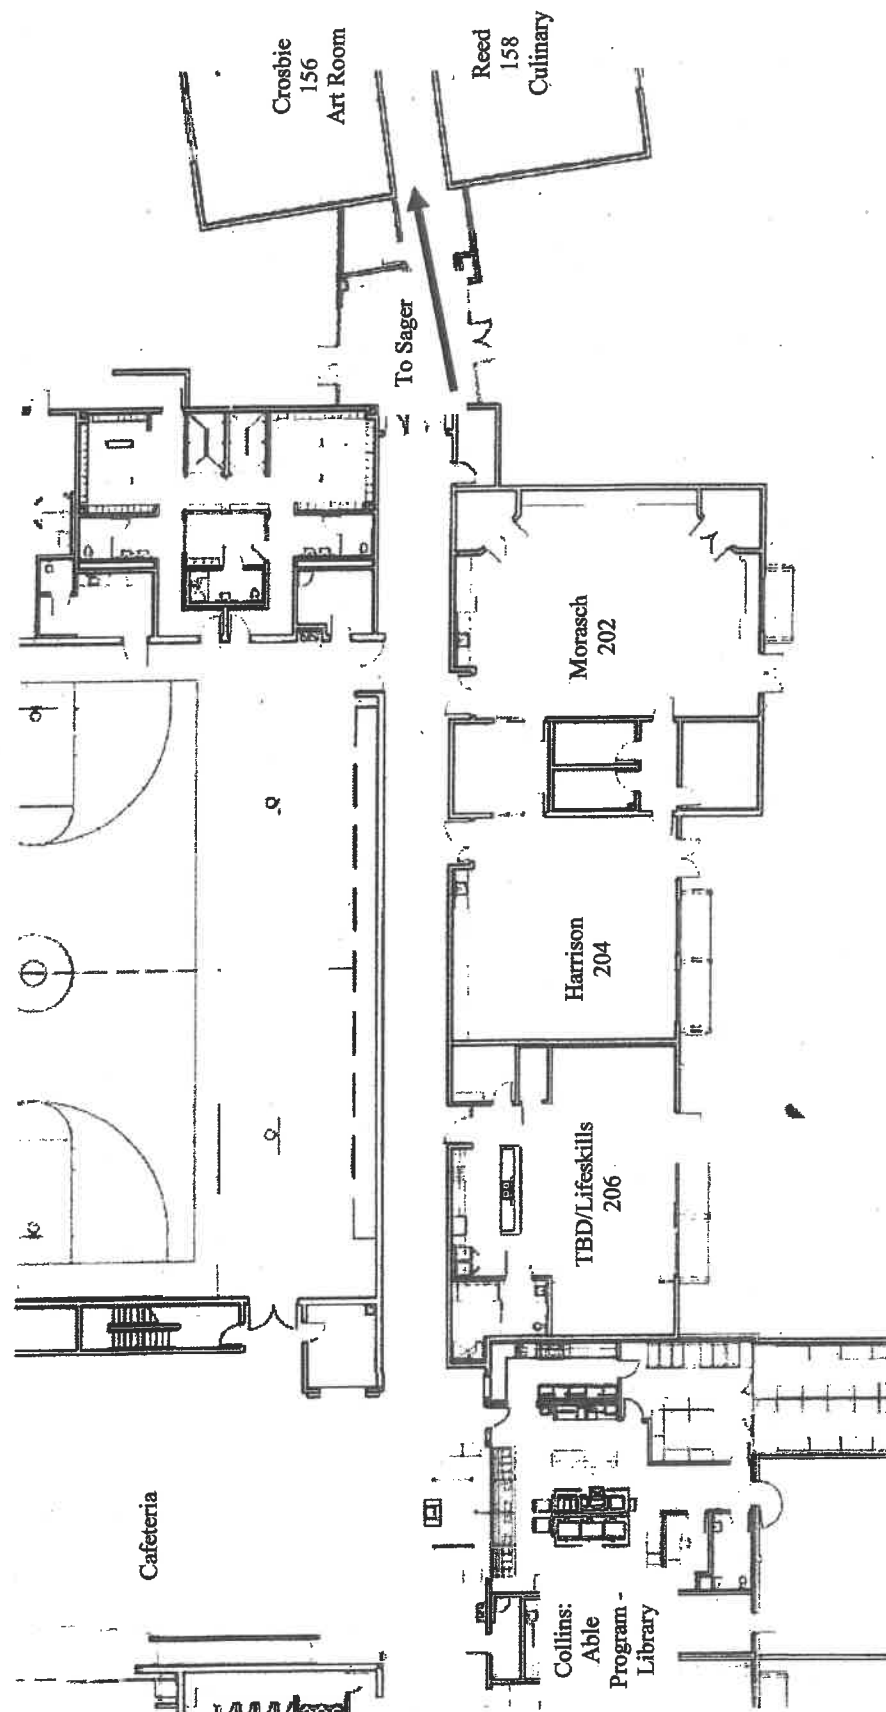 Crosbie
156
Art Room
Reed
158
Culinary
To Sager
Morasch
202
Harrison
204
TBD/Lifeskills
206
Cafeteria
Collins:
Able
Program -
Library